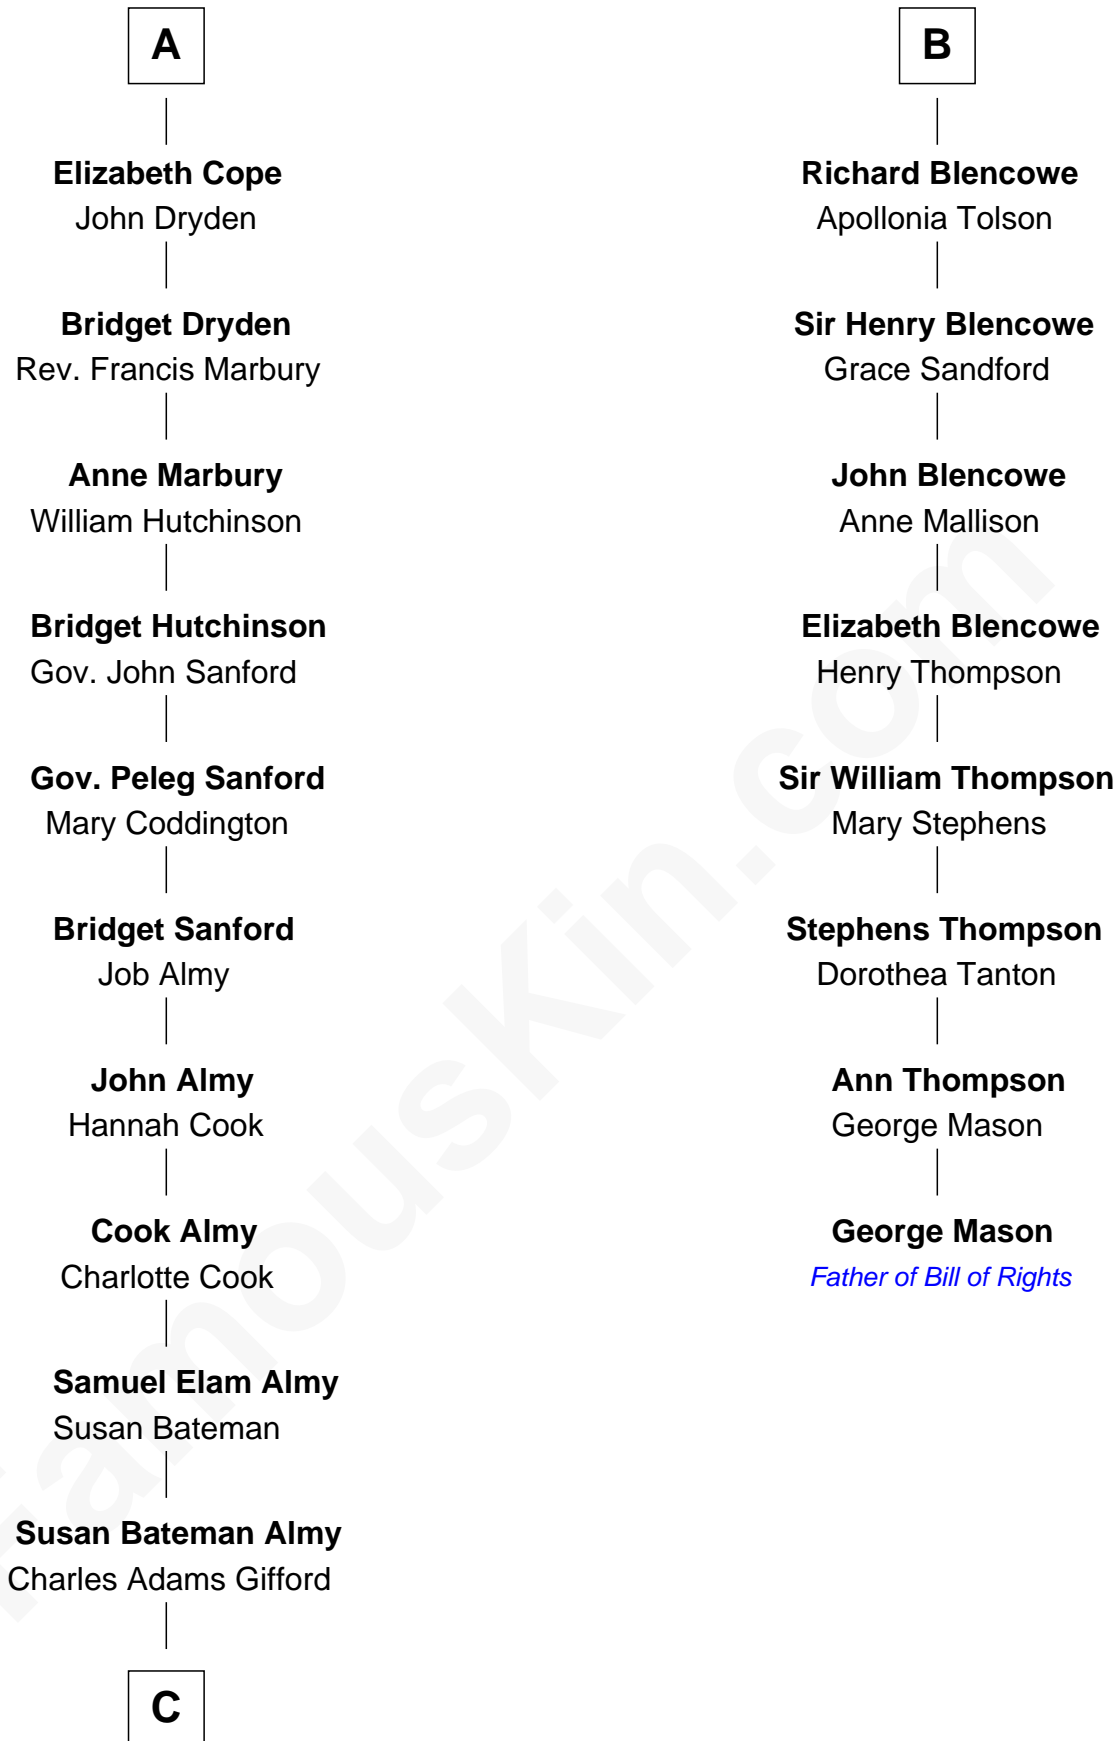 A
Elizabeth Cope
John Dryden
Bridget Dryden
Rev. Francis Marbury
Anne Marbury
William Hutchinson
Bridget Hutchinson
Gov. John Sanford
Gov. Peleg Sanford
Mary Coddington
Bridget Sanford
Job Almy
John Almy
Hannah Cook
Cook Almy
Charlotte Cook
Samuel Elam Almy
Susan Bateman
Susan Bateman Almy
Charles Adams Gifford
C
B
Richard Blencowe
Apollonia Tolson
Sir Henry Blencowe
Grace Sandford
John Blencowe
Anne Mallison
Elizabeth Blencowe
Henry Thompson
Sir William Thompson
Mary Stephens
Stephens Thompson
Dorothea Tanton
Ann Thompson
George Mason
George Mason
Father of Bill of Rights
FamousKin.com